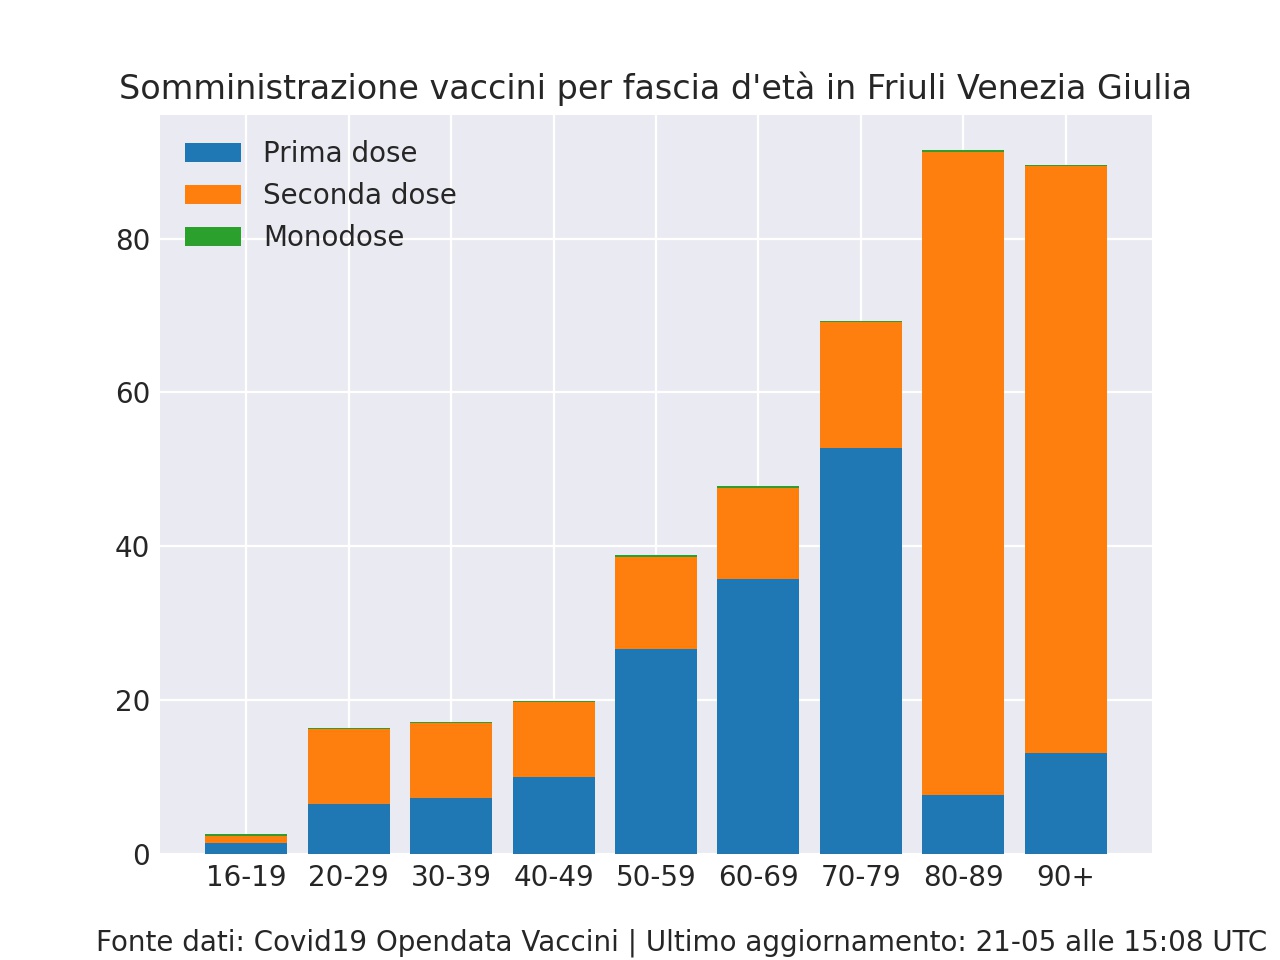 Somministrazione vaccini per fascia d'età in Friuli Venezia Giulia
Prima dose
Seconda dose
Monodose
80
60
40
20
0
16-19 20-29 30-39 40-49 50-59 60-69 70-79 80-89 90+
Fonte dati: Covid19 Opendata Vaccini | Ultimo aggiornamento: 21-05 alle 15:08 UTC